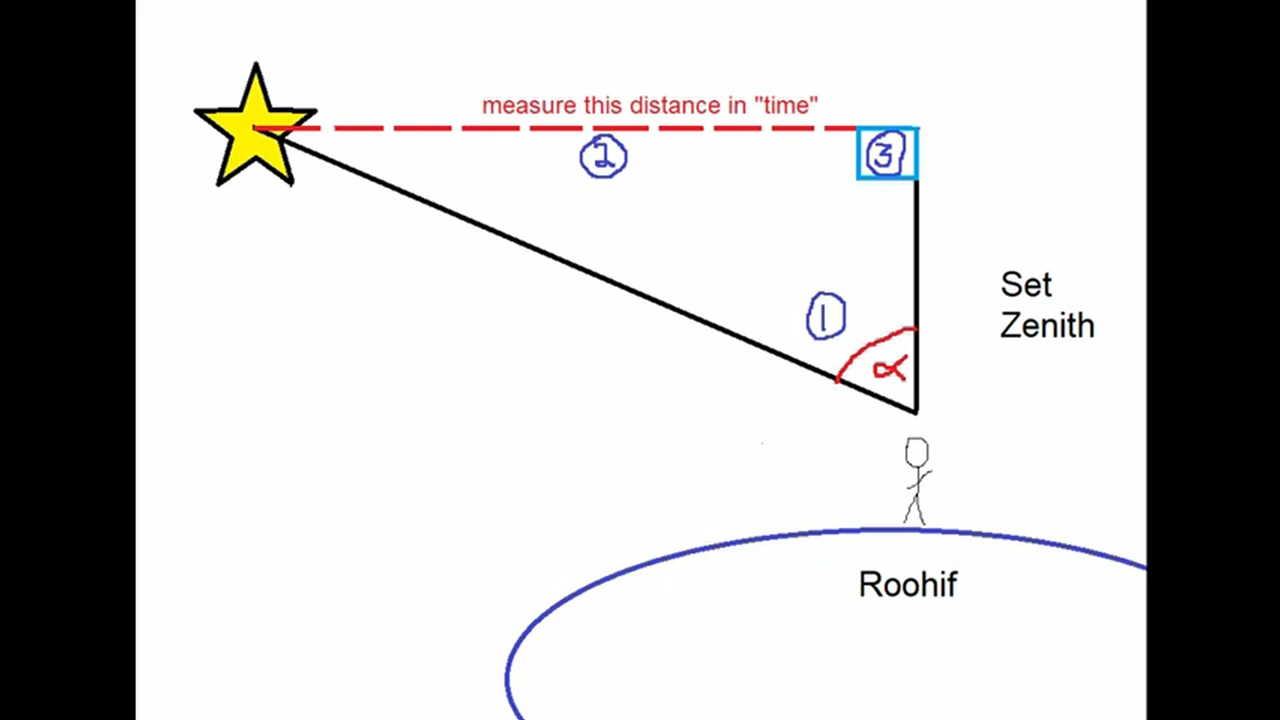 measure this distance in "time"
2
3
Set
Zenith
1
α
Roohif